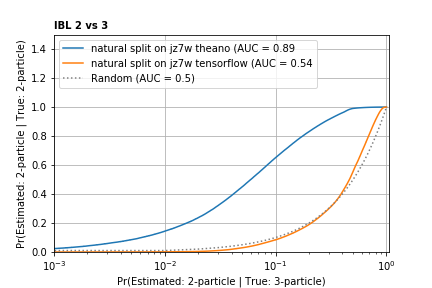 IBL 2 vs 3
natural split on jz7w theano (AUC = 0.89
natural split on jz7w tensorflow (AUC = 0.54
Random (AUC = 0.5)
Pr(Estimated: 2-particle | True: 2-particle)
1.4
1.2
1.0
0.8
0.6
0.4
0.2
0.0
10⁻³ 10⁻² 10⁻¹ 10⁰
Pr(Estimated: 2-particle | True: 3-particle)